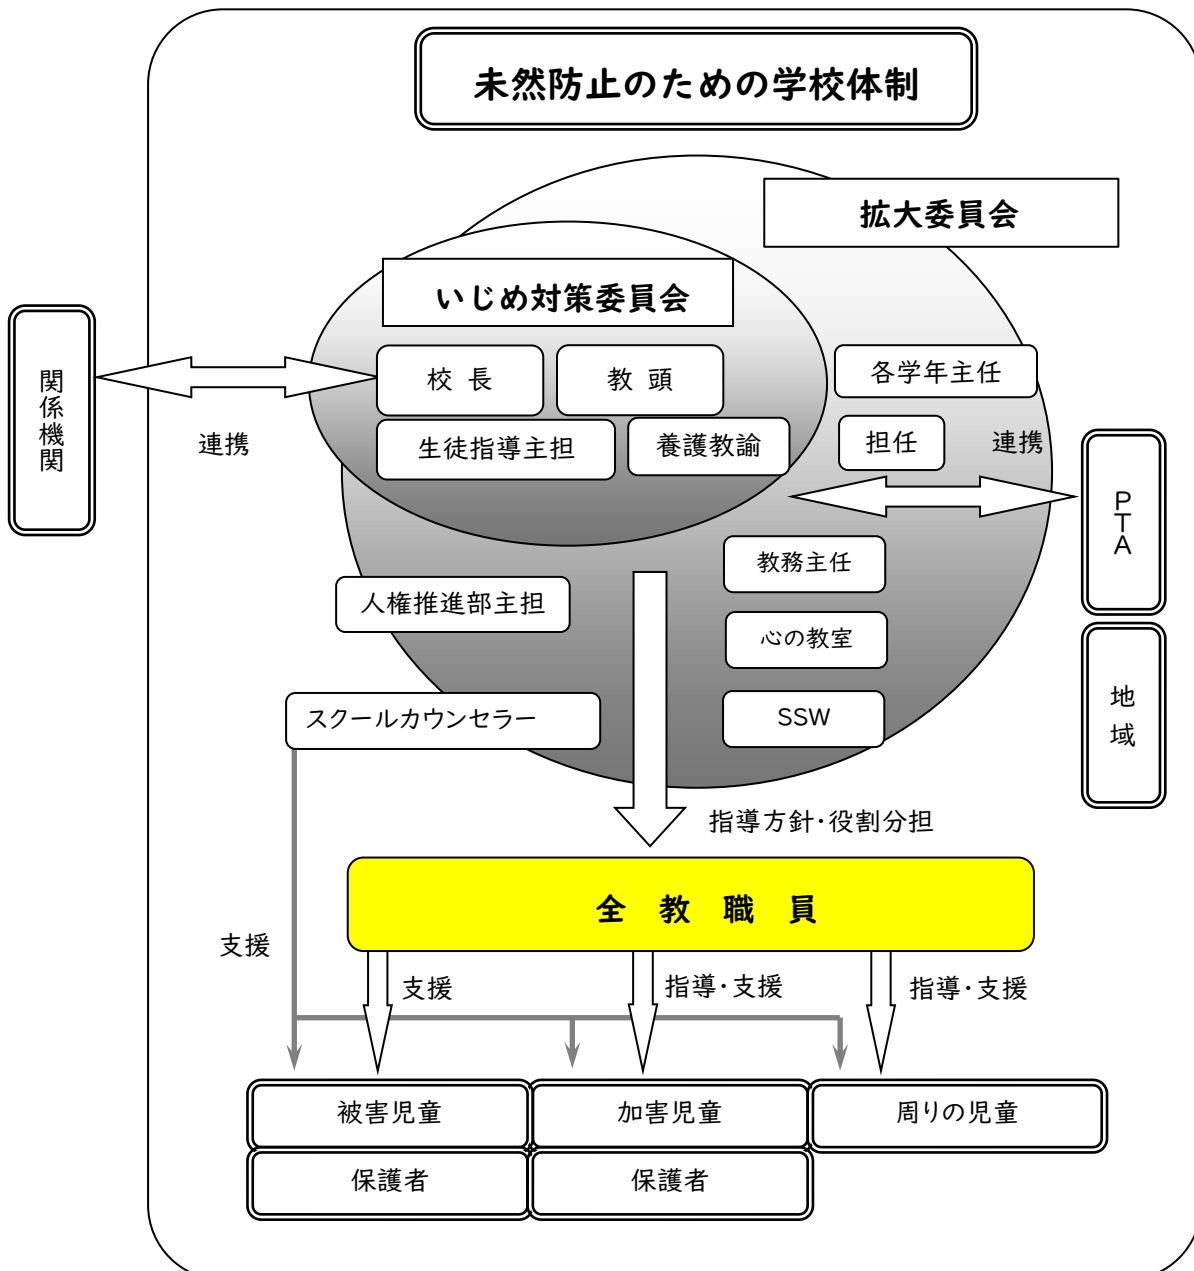 未然防止のための学校体制
拡大委員会
いじめ対策委員会
校 長
教 頭
各学年主任
関係機関
連携
生徒指導主担
養護教諭
担任
連携
PTA
教務主任
人権推進部主担
心の教室
スクールカウンセラー
SSW
地域
指導方針・役割分担
全 教 職 員
支援
支援
指導・支援
指導・支援
被害児童
加害児童
周りの児童
保護者
保護者